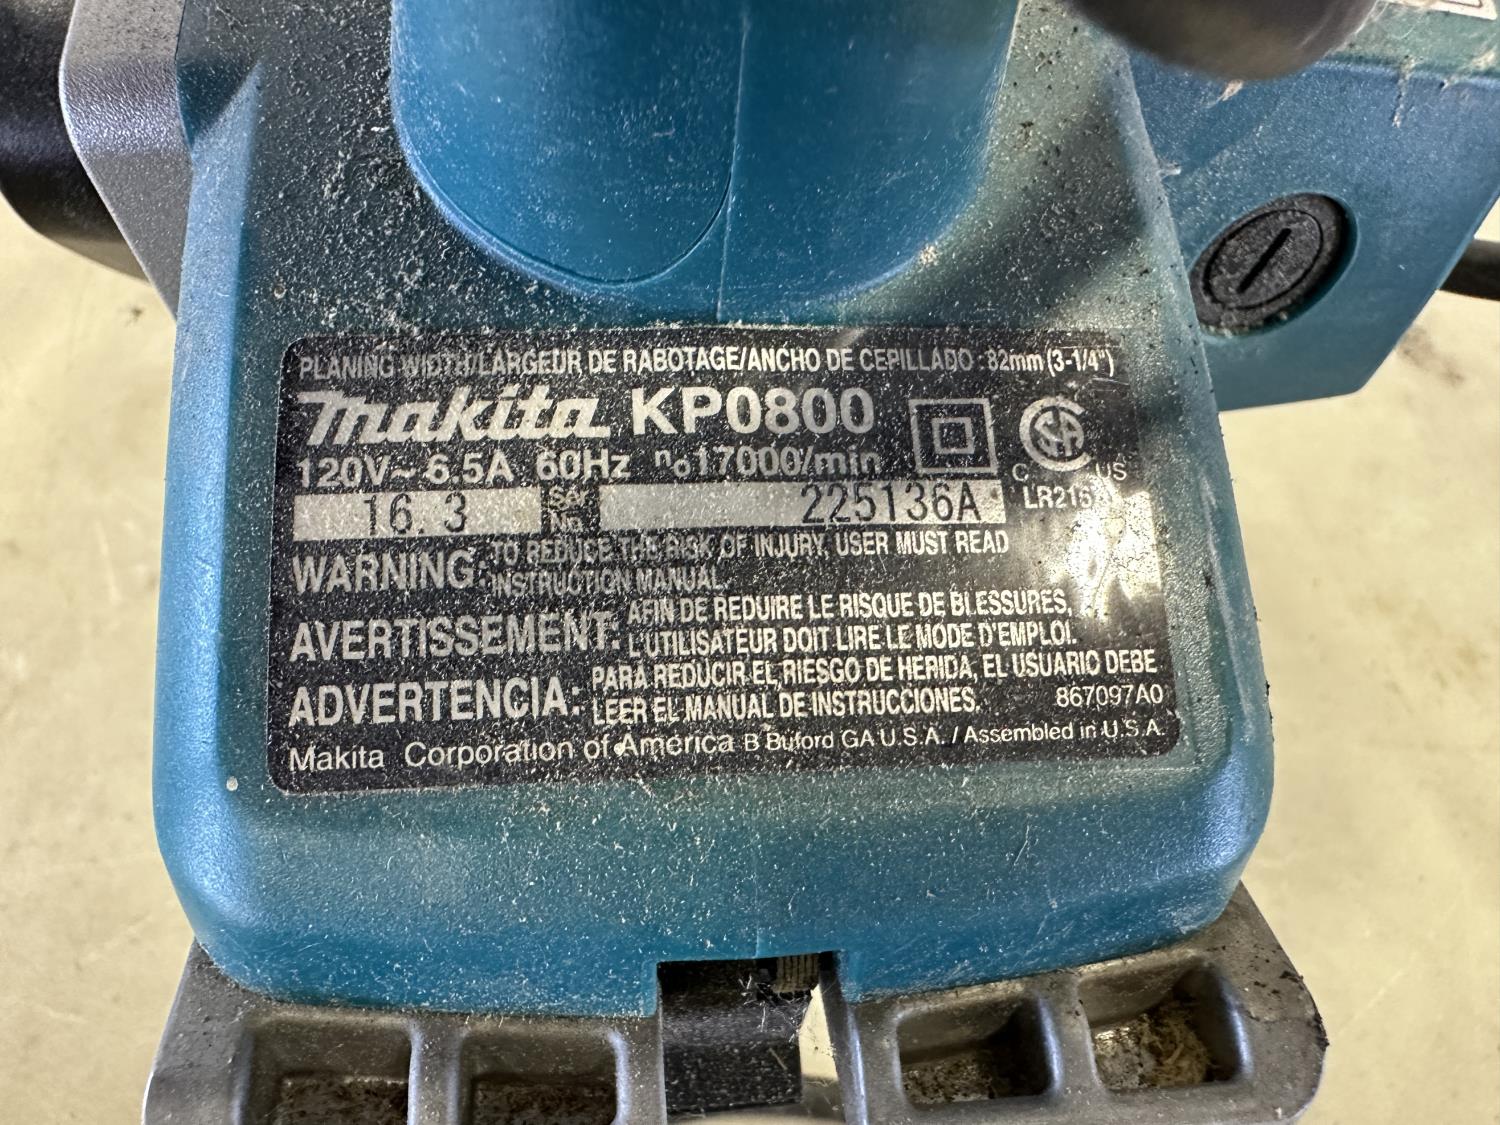 PLANING WIDTH/LARGEUR DE RABOTAGE/ANCHO DE CEPILLADO : 82mm (3-1/4")
makita KP0800
120V~ 6.5A 60Hz no17000/min
16. 3 SER No. 225136A
C US
LR216
WARNING: TO REDUCE THE RISK OF INJURY, USER MUST READ
INSTRUCTION MANUAL.
AVERTISSEMENT: AFIN DE REDUIRE LE RISQUE DE BLESSURES,
L'UTILISATEUR DOIT LIRE LE MODE D'EMPLOI.
ADVERTENCIA: PARA REDUCIR EL RIESGO DE HERIDA, EL USUARIO DEBE
LEER EL MANUAL DE INSTRUCCIONES. 867097A0
Makita Corporation of America B Buford GA U.S.A. / Assembled in U.S.A.